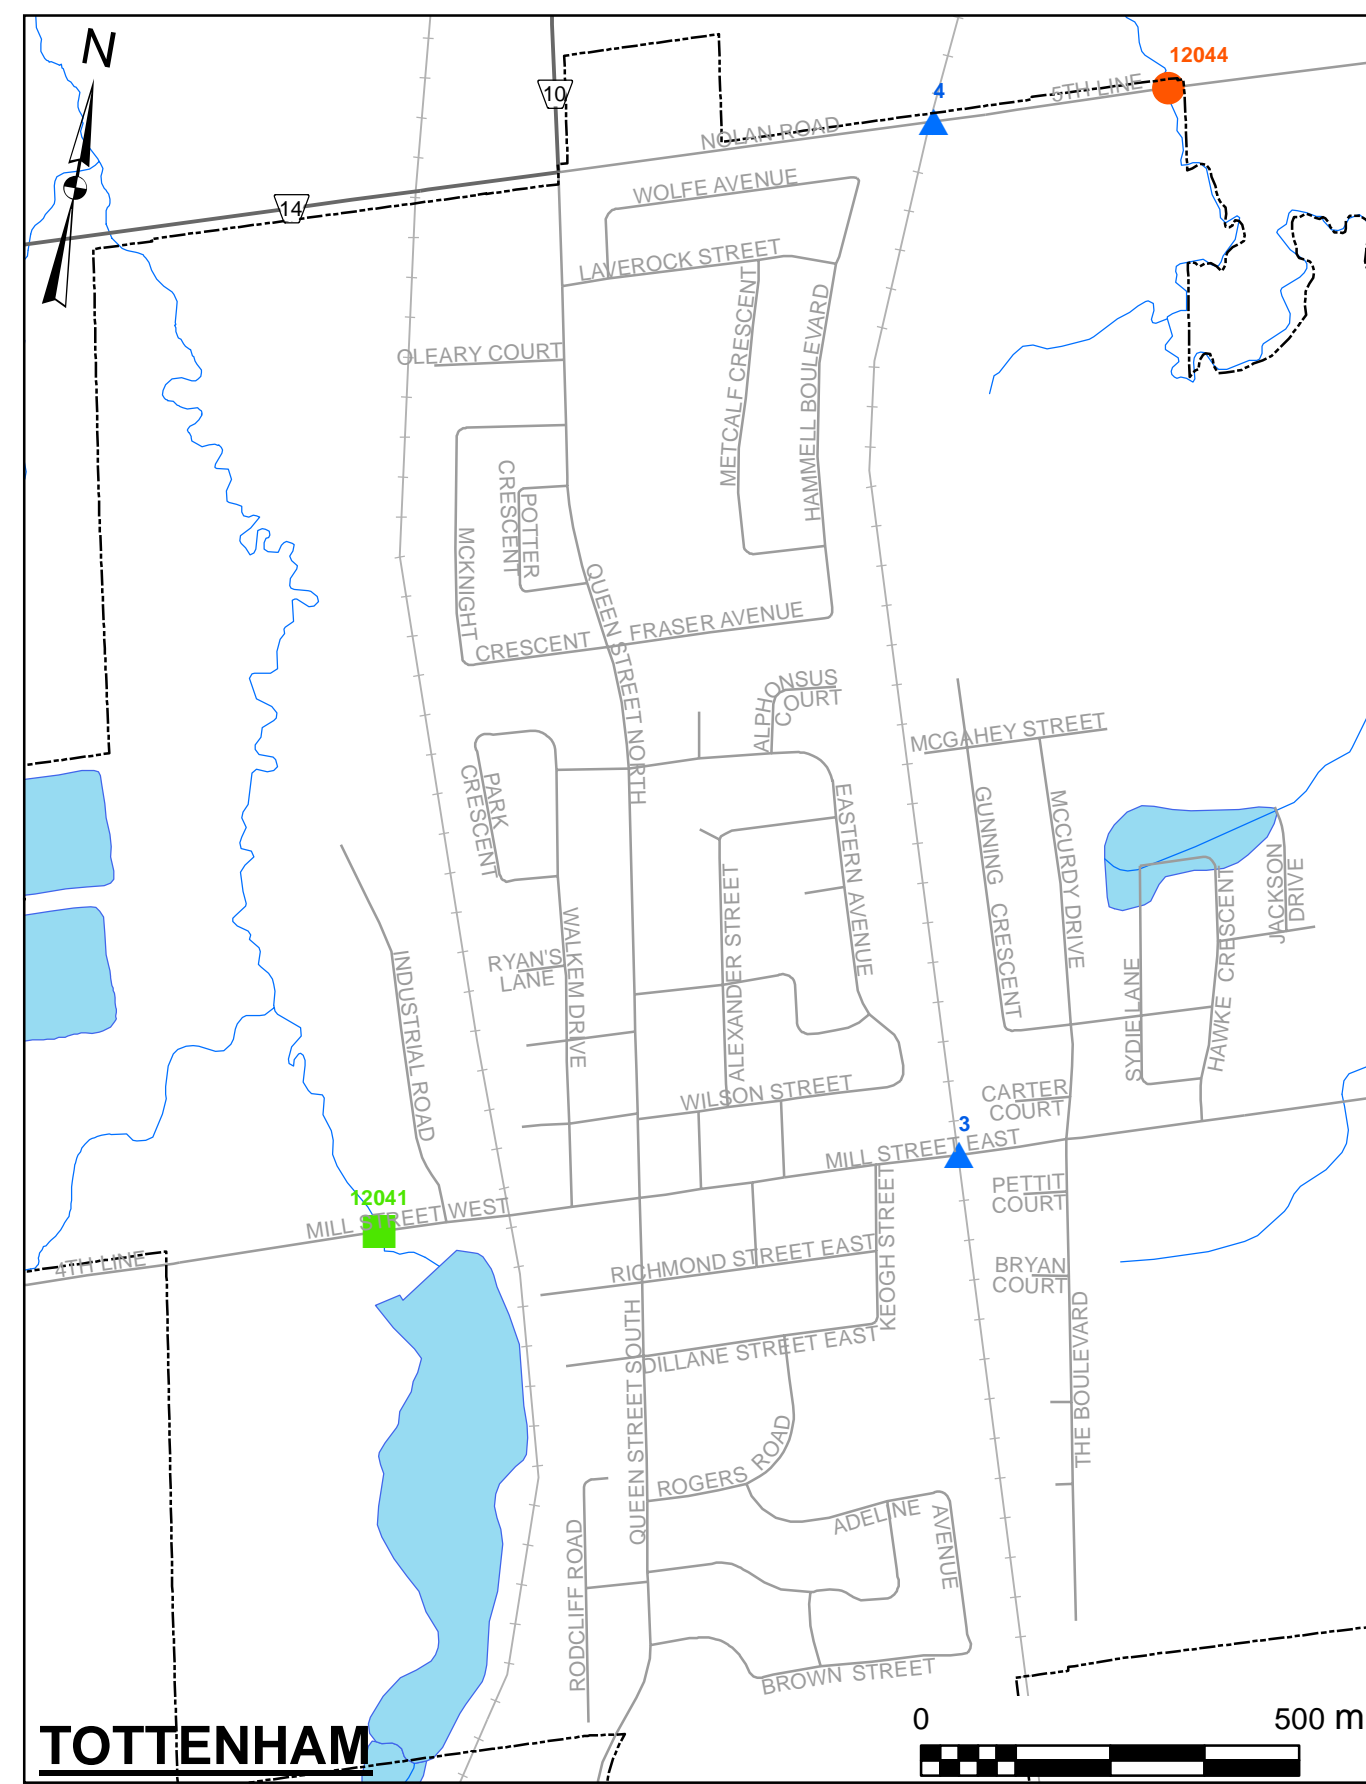 N
12044
10
4
5TH LINE
NOLAN ROAD
WOLFE AVENUE
14
LAVEROCK STREET
METCALF CRESCENT
HAMMELL BOULEVARD
OLEARY COURT
POTTER
CRESCENT
MCKNIGHT
CRESCENT
QUEEN STREET NORTH
FRASER AVENUE
ALPHONSUS
COURT
MCGAHEY STREET
PARK
CRESCENT
EASTERN AVENUE
GUNNING CRESCENT
MCCURDY DRIVE
JACKSON
DRIVE
HAWKE CRESCENT
SYDIE LANE
ALEXANDER STREET
WALKEM DRIVE
RYAN'S
LANE
INDUSTRIAL ROAD
WILSON STREET
CARTER
COURT
3
MILL STREET EAST
PETTIT
COURT
12041
MILL STREET WEST
4TH LINE
KEOGH STREET
RICHMOND STREET EAST
BRYAN
COURT
THE BOULEVARD
QUEEN STREET SOUTH
DILLANE STREET EAST
ROGERS ROAD
ADELINE
AVENUE
RODCLIFF ROAD
BROWN STREET
TOTTENHAM
0
500 m